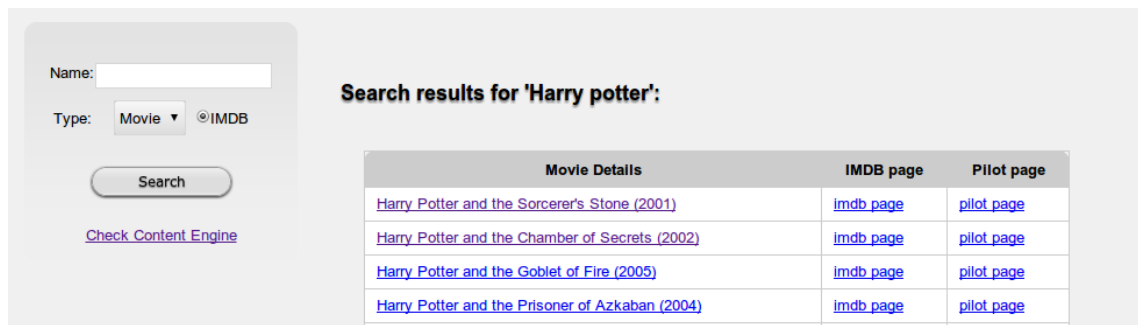 Name:
Type: Movie ▼ IMDB
Search
Check Content Engine
Search results for 'Harry potter':
Movie Details IMDB page Pilot page
Harry Potter and the Sorcerer's Stone (2001) imdb page pilot page
Harry Potter and the Chamber of Secrets (2002) imdb page pilot page
Harry Potter and the Goblet of Fire (2005) imdb page pilot page
Harry Potter and the Prisoner of Azkaban (2004) imdb page pilot page